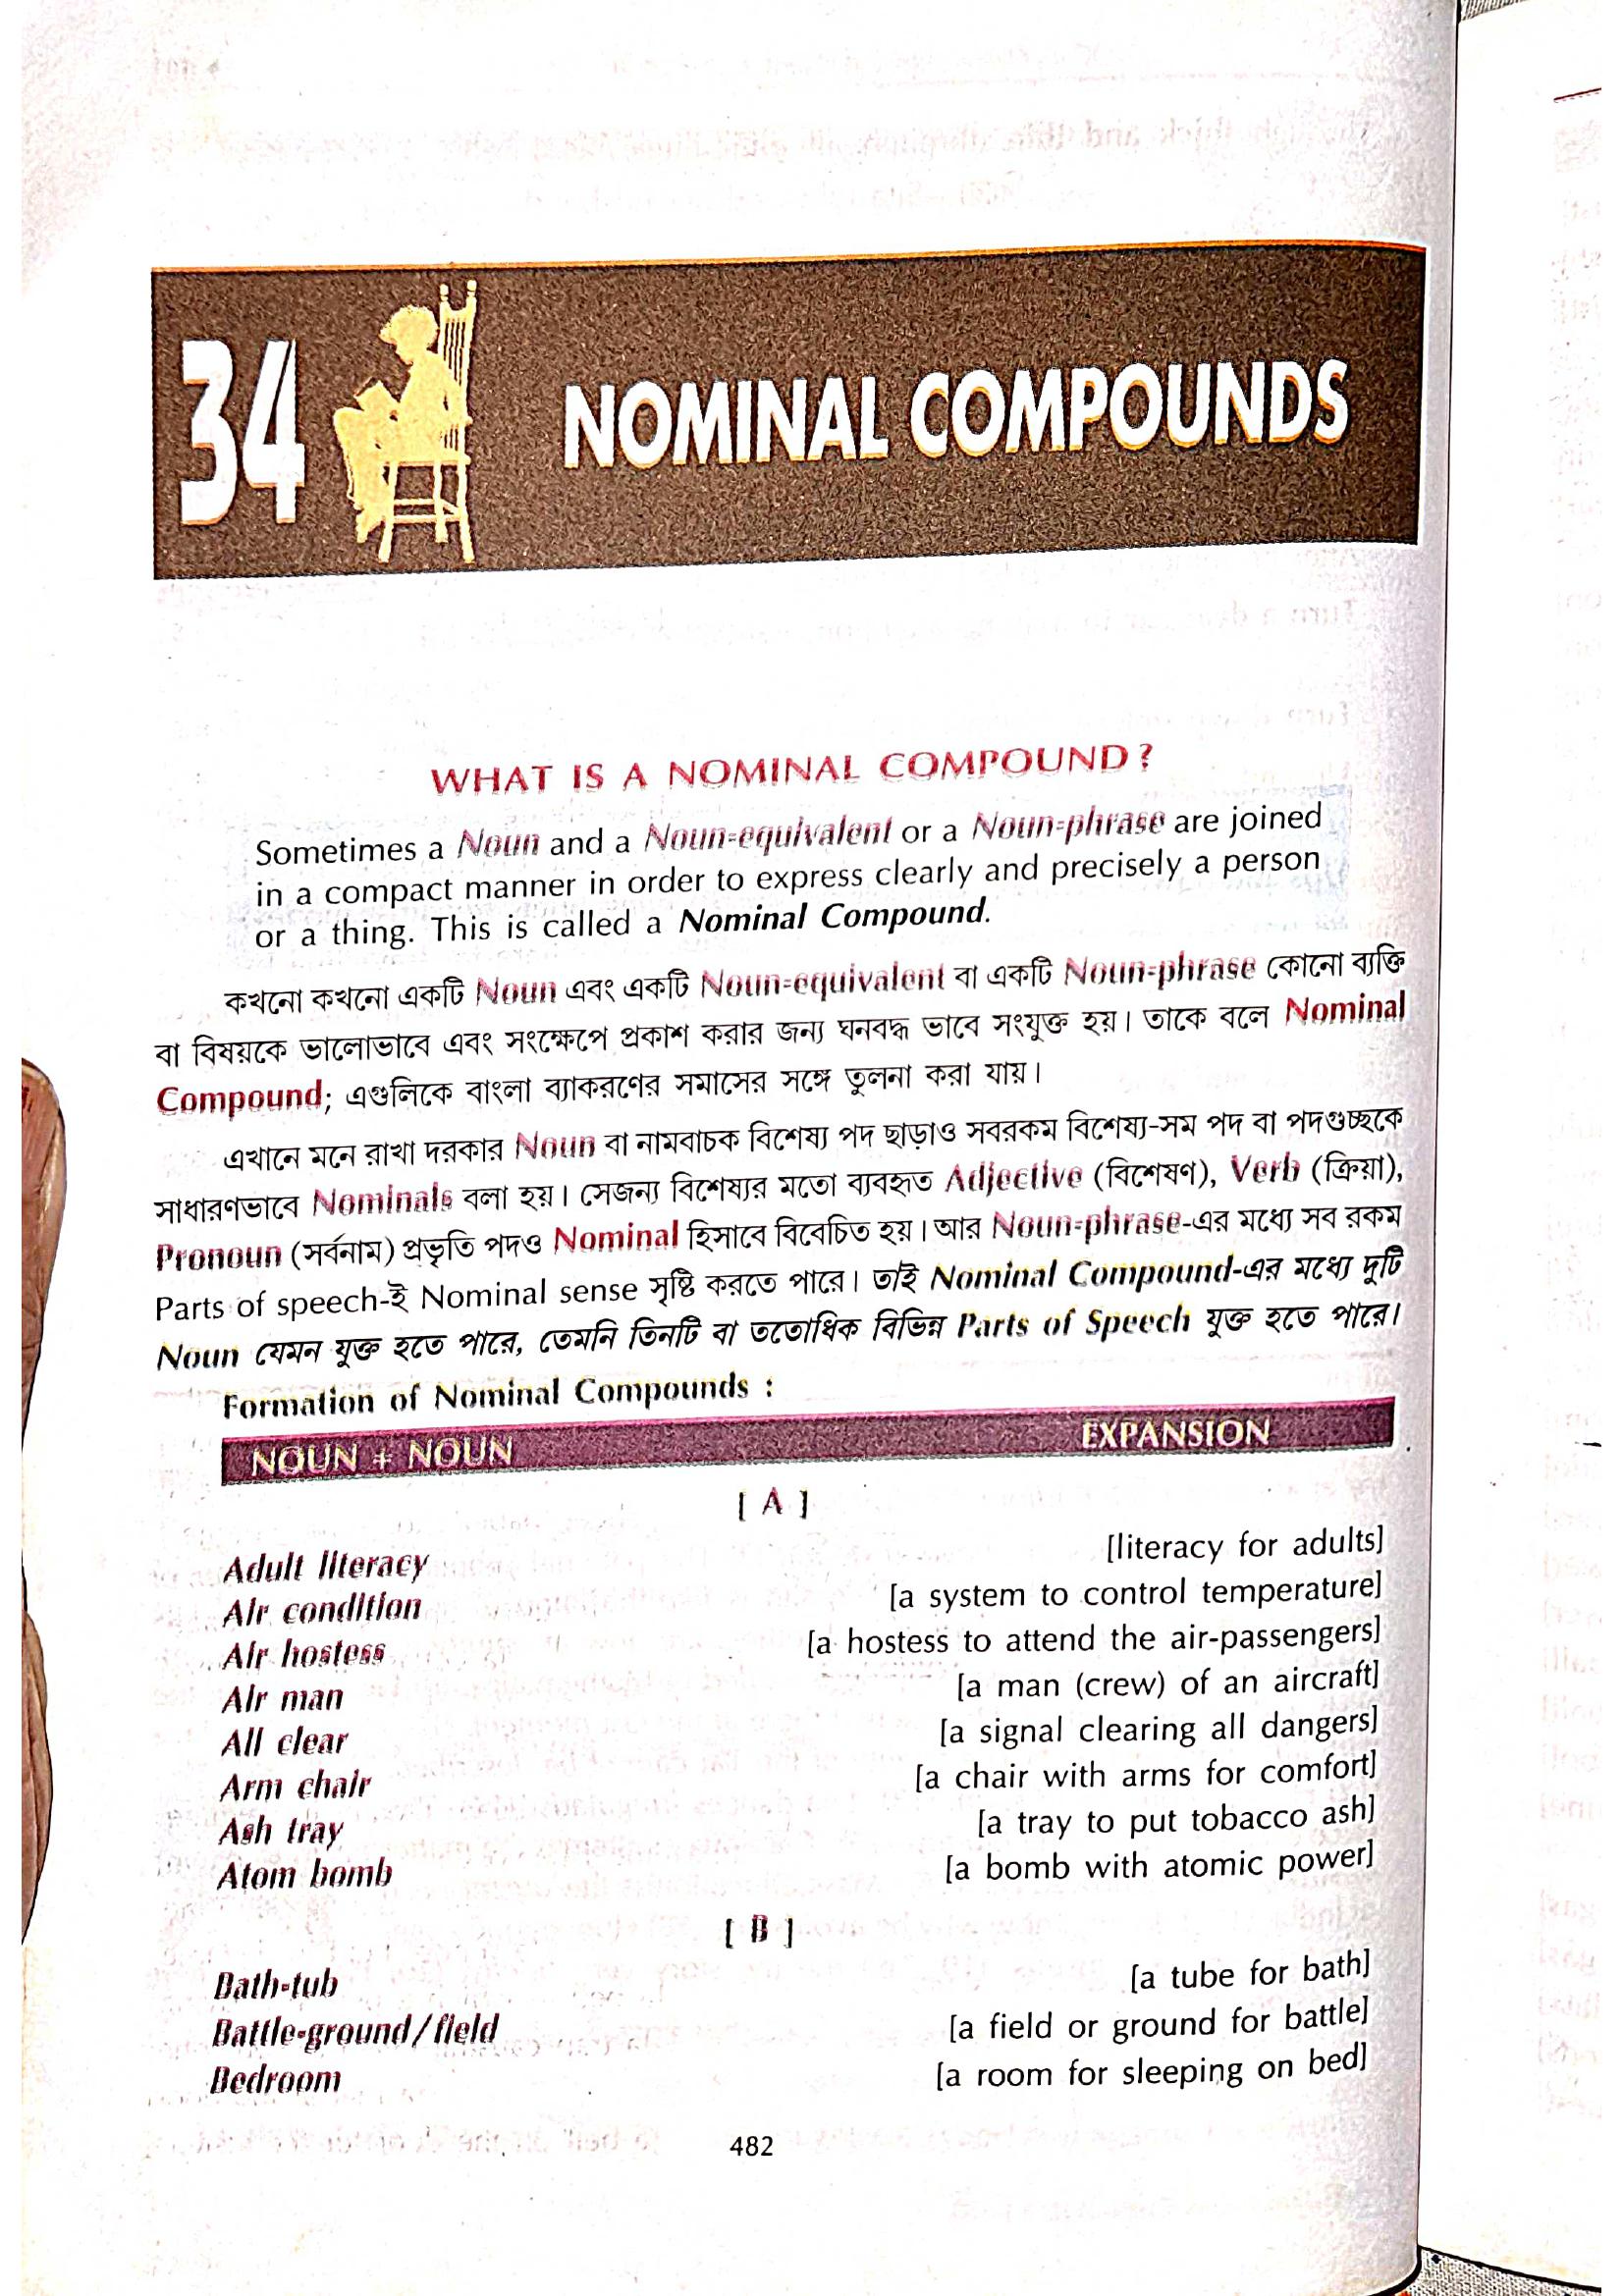 34
NOMINAL COMPOUNDS
WHAT IS A NOMINAL COMPOUND?
Sometimes a Noun and a Noun-equivalent or a Noun-phrase are joined
in a compact manner in order to express clearly and precisely a person
or a thing. This is called a Nominal Compound.
কখনো কখনো একটি Noun এবং একটি Noun-equivalent বা একটি Noun-phrase কোনো ব্যক্তি
বা বিষয়কে ভালোভাবে এবং সংক্ষেপে প্রকাশ করার জন্য ঘনবদ্ধ ভাবে সংযুক্ত হয়। তাকে বলে Nominal
Compound; এগুলিকে বাংলা ব্যাকরণের সমাসের সঙ্গে তুলনা করা যায়।
এখানে মনে রাখা দরকার Noun বা নামবাচক বিশেষ্য পদ ছাড়াও সবরকম বিশেষ্য-সম পদ বা পদগুচ্ছকে
সাধারণভাবে Nominals বলা হয়। সেজন্য বিশেষ্যর মতো ব্যবহৃত Adjective (বিশেষণ), Verb (ক্রিয়া),
Pronoun (সর্বনাম) প্রভৃতি পদও Nominal হিসাবে বিবেচিত হয়। আর Noun-phrase-এর মধ্যে সব রকম
Parts of speech-ই Nominal sense সৃষ্টি করতে পারে। তাই Nominal Compound-এর মধ্যে দুটি
Noun যেমন যুক্ত হতে পারে, তেমনি তিনটি বা ততোধিক বিভিন্ন Parts of Speech যুক্ত হতে পারে।
Formation of Nominal Compounds :
NOUN + NOUN EXPANSION
[ A ]
Adult literacy [literacy for adults]
Air condition [a system to control temperature]
Air hostess [a hostess to attend the air-passengers]
Air man [a man (crew) of an aircraft]
All clear [a signal clearing all dangers]
Arm chair [a chair with arms for comfort]
Ash tray [a tray to put tobacco ash]
Atom bomb [a bomb with atomic power]
[ B ]
Bath-tub [a tube for bath]
Battle-ground/field [a field or ground for battle]
Bedroom [a room for sleeping on bed]
482